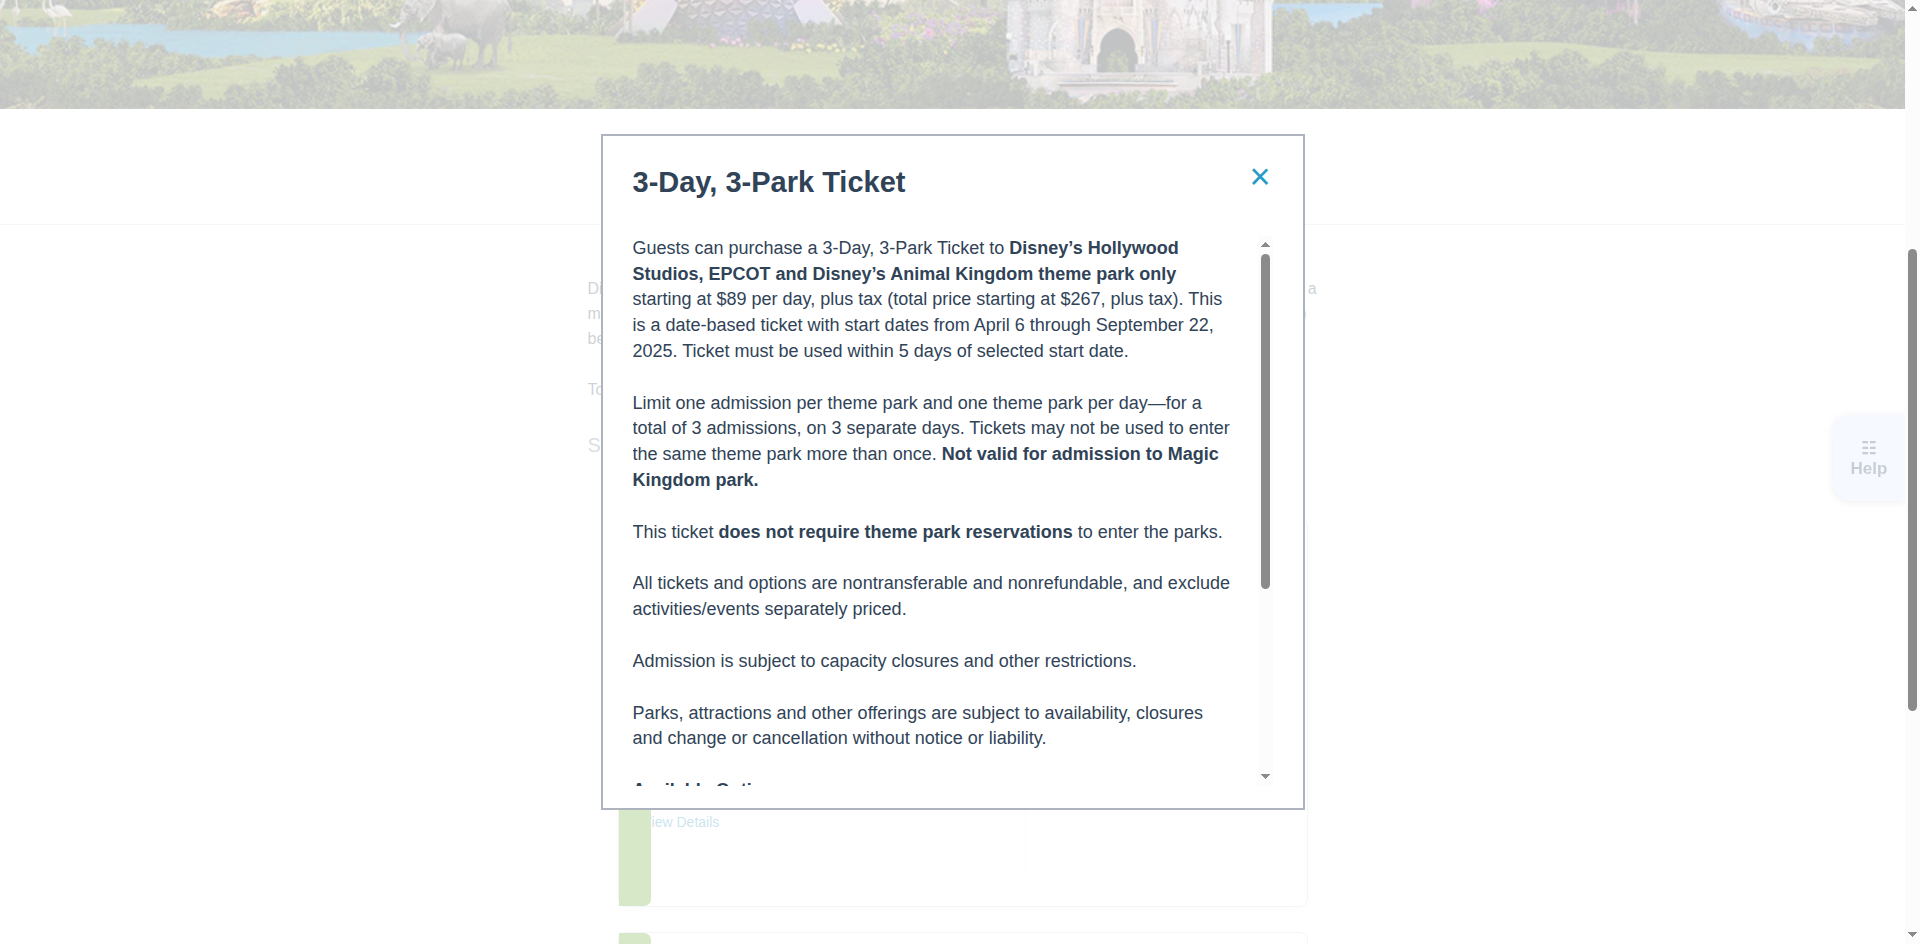 3-Day, 3-Park Ticket
Guests can purchase a 3-Day, 3-Park Ticket to Disney’s Hollywood
Studios, EPCOT and Disney’s Animal Kingdom theme park only
starting at $89 per day, plus tax (total price starting at $267, plus tax). This
is a date-based ticket with start dates from April 6 through September 22,
2025. Ticket must be used within 5 days of selected start date.
Limit one admission per theme park and one theme park per day—for a
total of 3 admissions, on 3 separate days. Tickets may not be used to enter
the same theme park more than once. Not valid for admission to Magic
Kingdom park.
This ticket does not require theme park reservations to enter the parks.
All tickets and options are nontransferable and nonrefundable, and exclude
activities/events separately priced.
Admission is subject to capacity closures and other restrictions.
Parks, attractions and other offerings are subject to availability, closures
and change or cancellation without notice or liability.
Help
iew Details